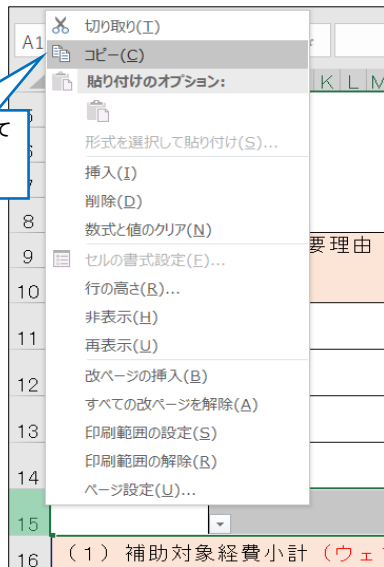 A1
切り取り(T)
コピー(C)
貼り付けのオプション:
K L M
て
形式を選択して貼り付け(S)...
挿入(I)
削除(D)
8
数式と値のクリア(N)
要理由
9
セルの書式設定(F)...
10
行の高さ(R)...
非表示(H)
11
再表示(U)
12
改ページの挿入(B)
すべての改ページを解除(A)
13
印刷範囲の設定(S)
印刷範囲の解除(R)
14
ページ設定(U)...
15
16
(1)補助対象経費小計(ウェ